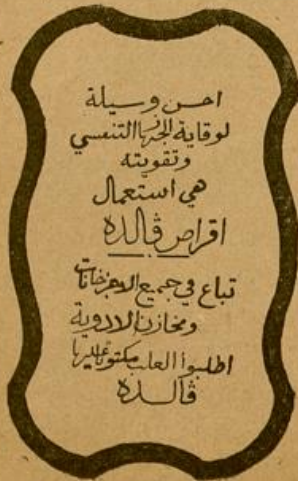 احسن وسيلة
لوقاية الجهاز التنفسي
وتقويته
هي استعمال
اقراص ڤالده
تباع في جميع الاجزخانات
ومخازن الادوية
اطلبوا العلب مكتوبا عليها
ڤالده